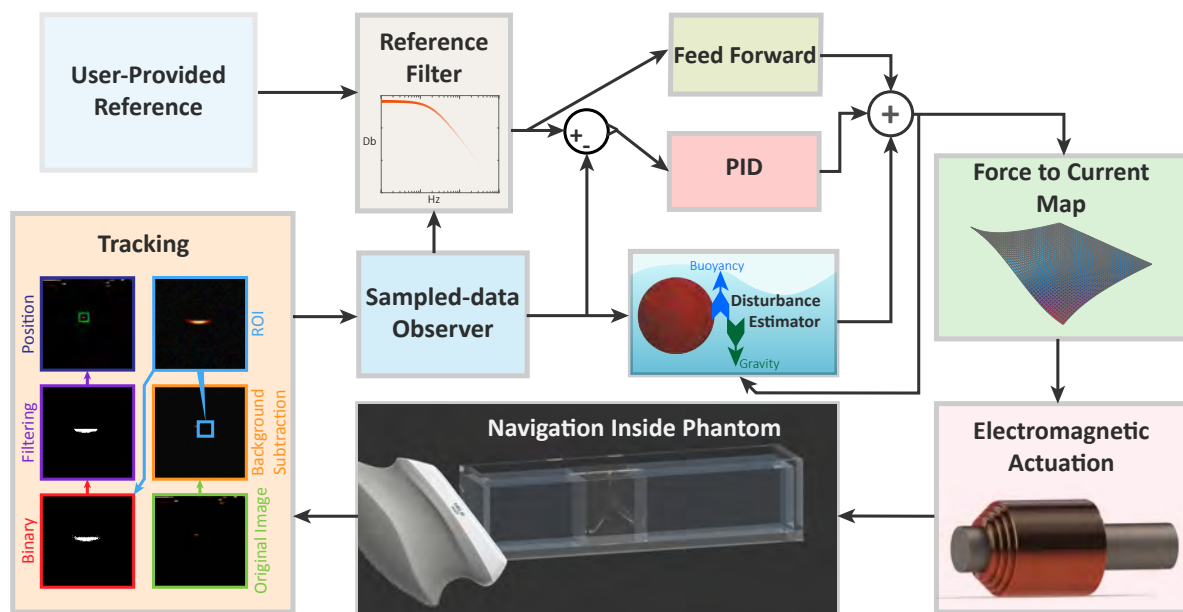 User-Provided
Reference
Reference
Filter
Db
Hz
Feed Forward
+
-
+
PID
Force to Current
Map
Tracking
Position
ROI
Filtering
Background
Subtraction
Binary
Original Image
Sampled-data
Observer
Buoyancy
Disturbance
Estimator
Gravity
Navigation Inside Phantom
Electromagnetic
Actuation